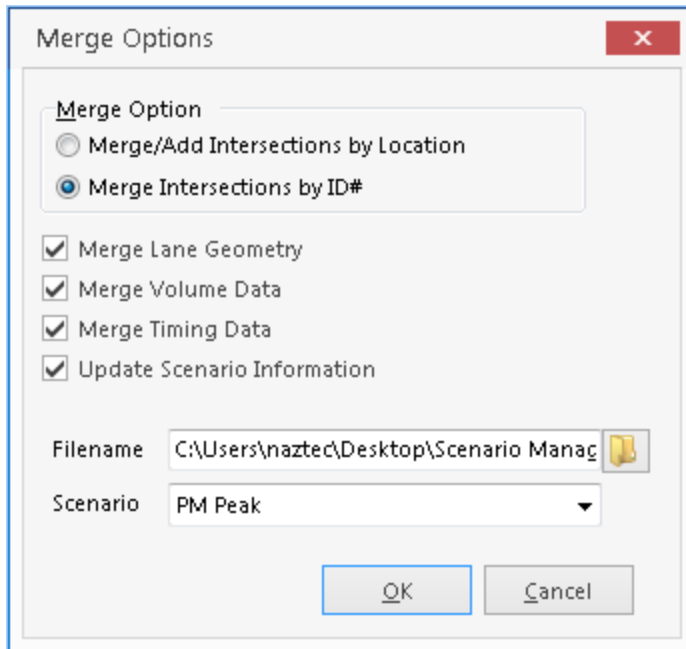 Merge Options
Merge Option
Merge/Add Intersections by Location
Merge Intersections by ID#
Merge Lane Geometry
Merge Volume Data
Merge Timing Data
Update Scenario Information
Filename C:\Users\naztec\Desktop\Scenario Manag
Scenario PM Peak
OK Cancel